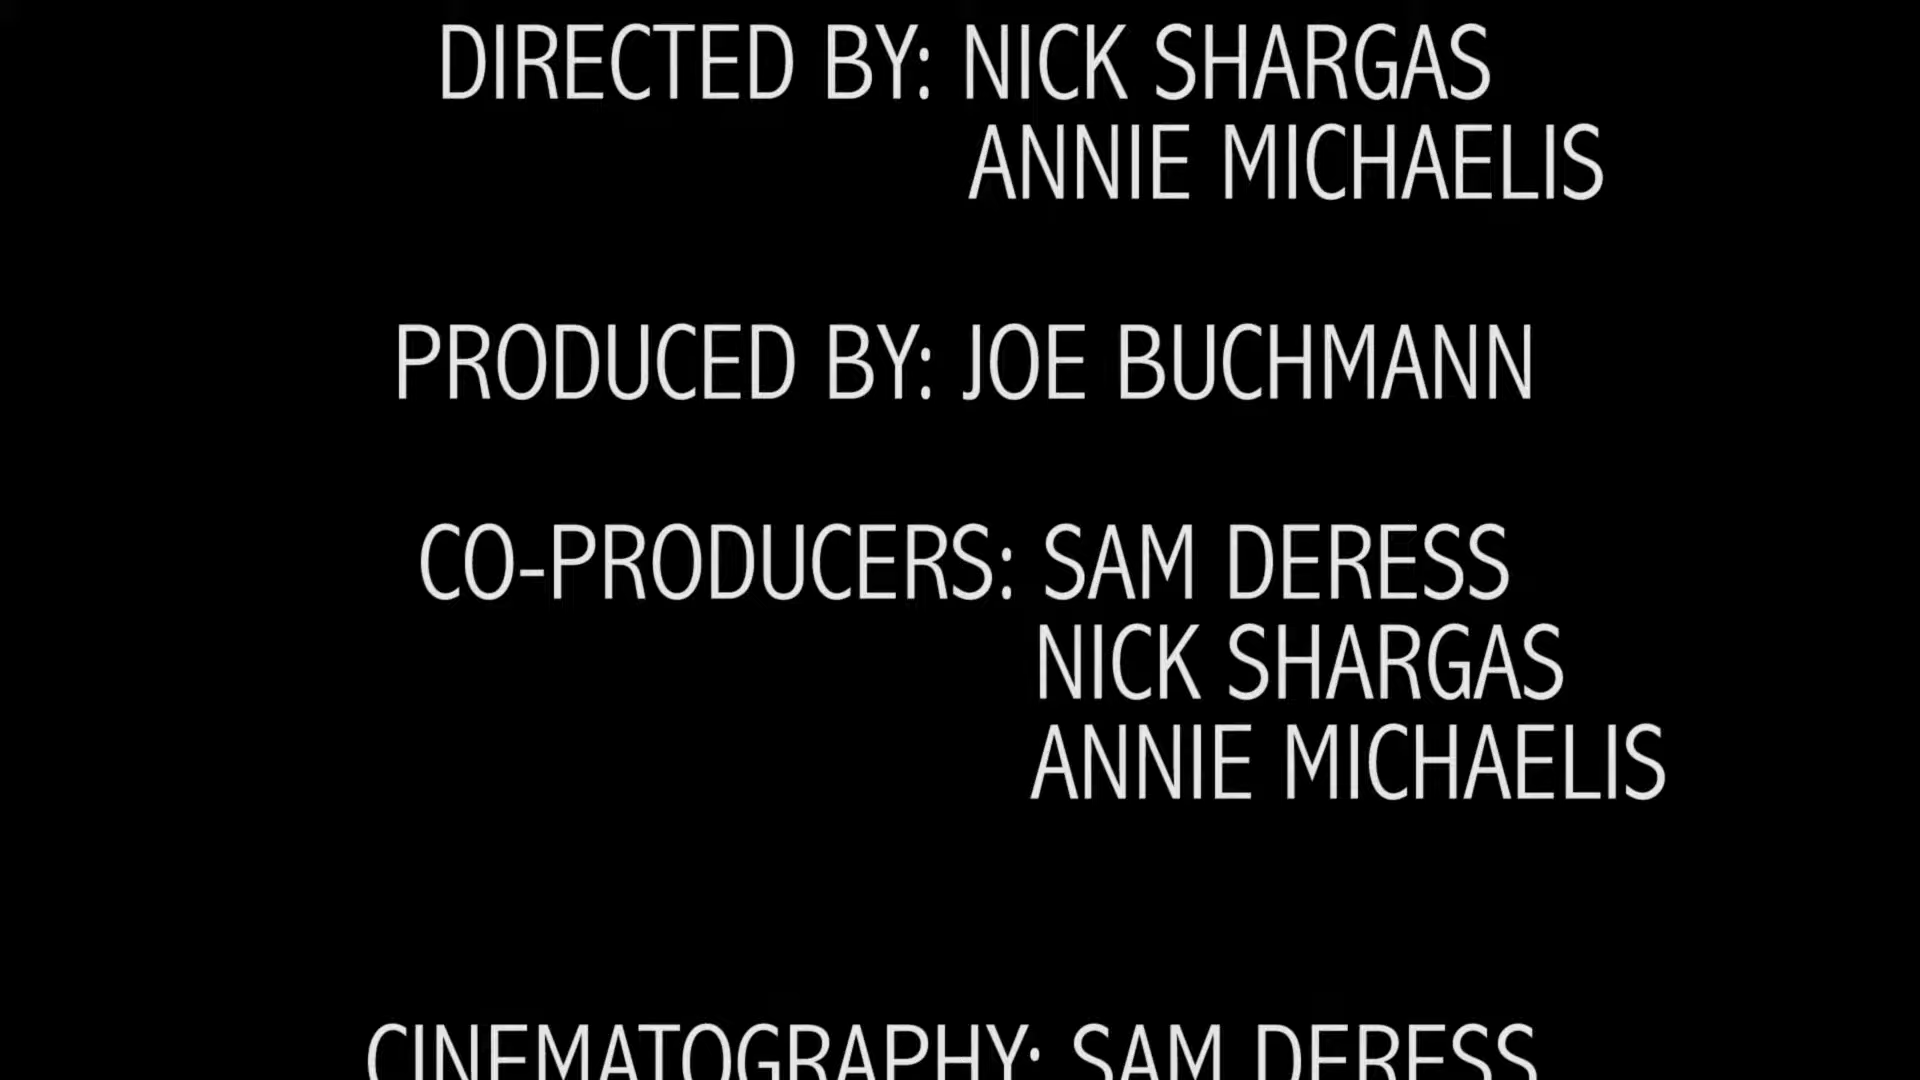 DIRECTED BY: NICK SHARGAS
ANNIE MICHAELIS
PRODUCED BY: JOE BUCHMANN
CO-PRODUCERS: SAM DERESS
NICK SHARGAS
ANNIE MICHAELIS
CINEMATOGRAPHY: SAM DERESS